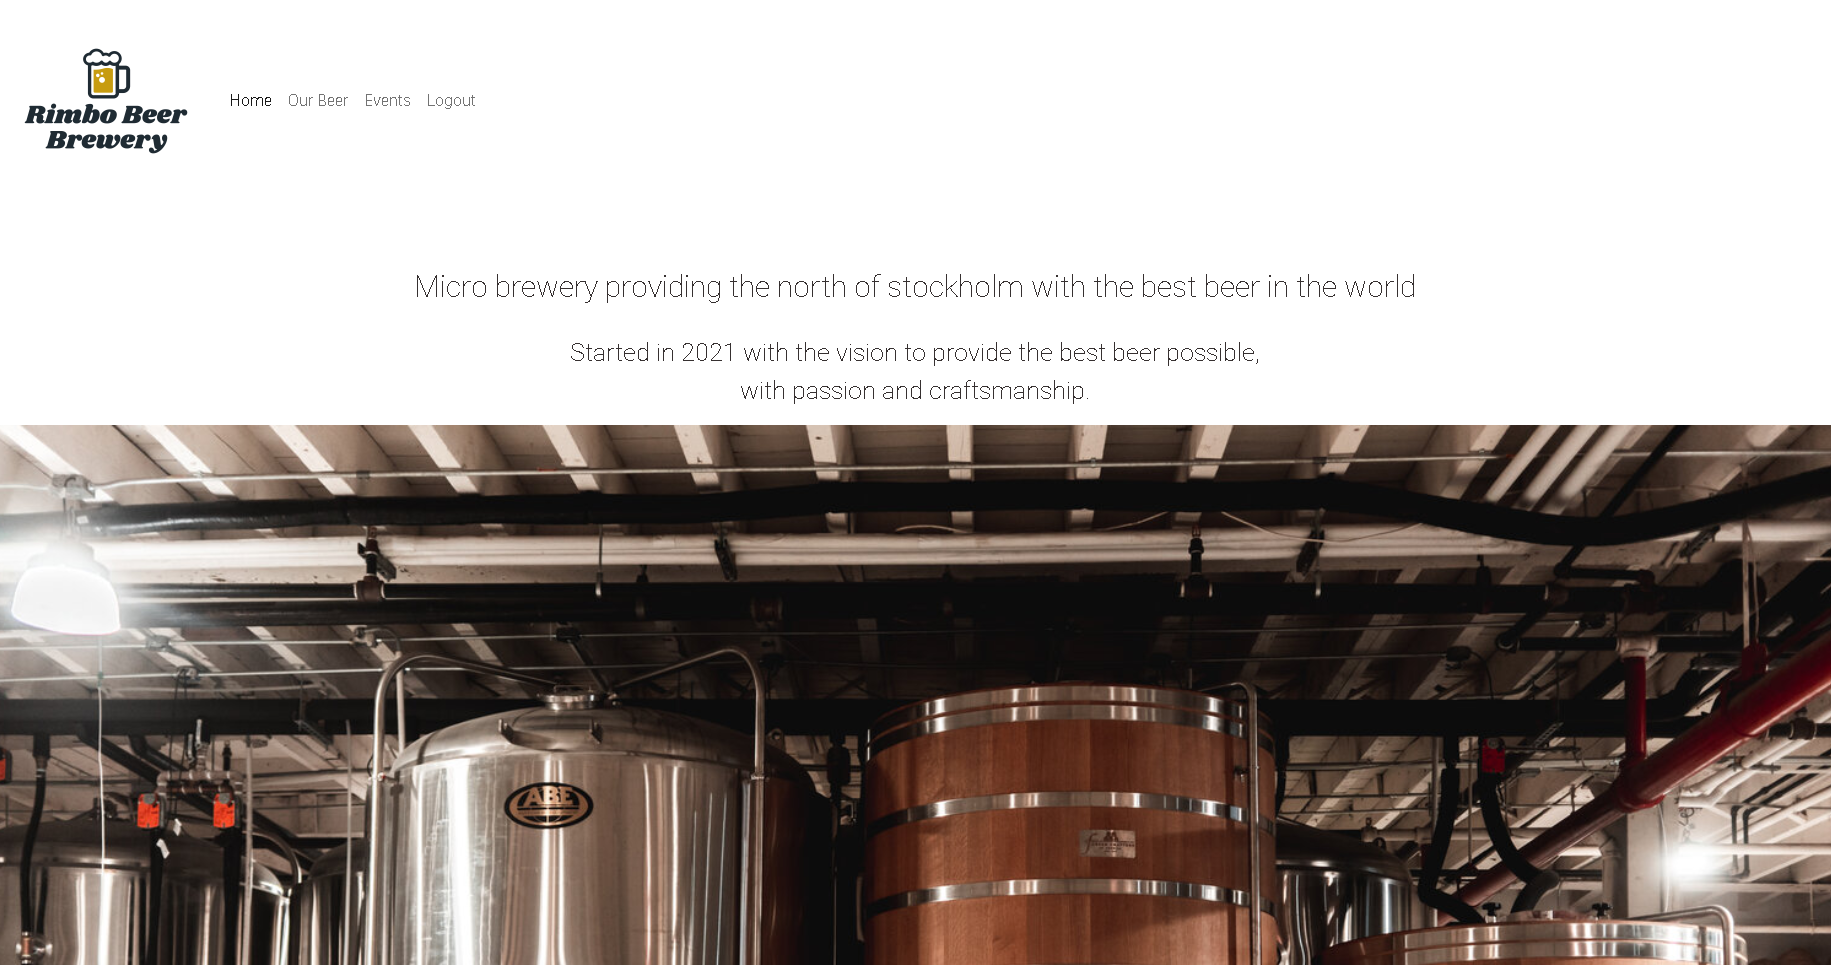 Rimbo Beer
Brewery
Home
Our Beer
Events
Logout
Micro brewery providing the north of stockholm with the best beer in the world
Started in 2021 with the vision to provide the best beer possible,
with passion and craftsmanship.
ABE